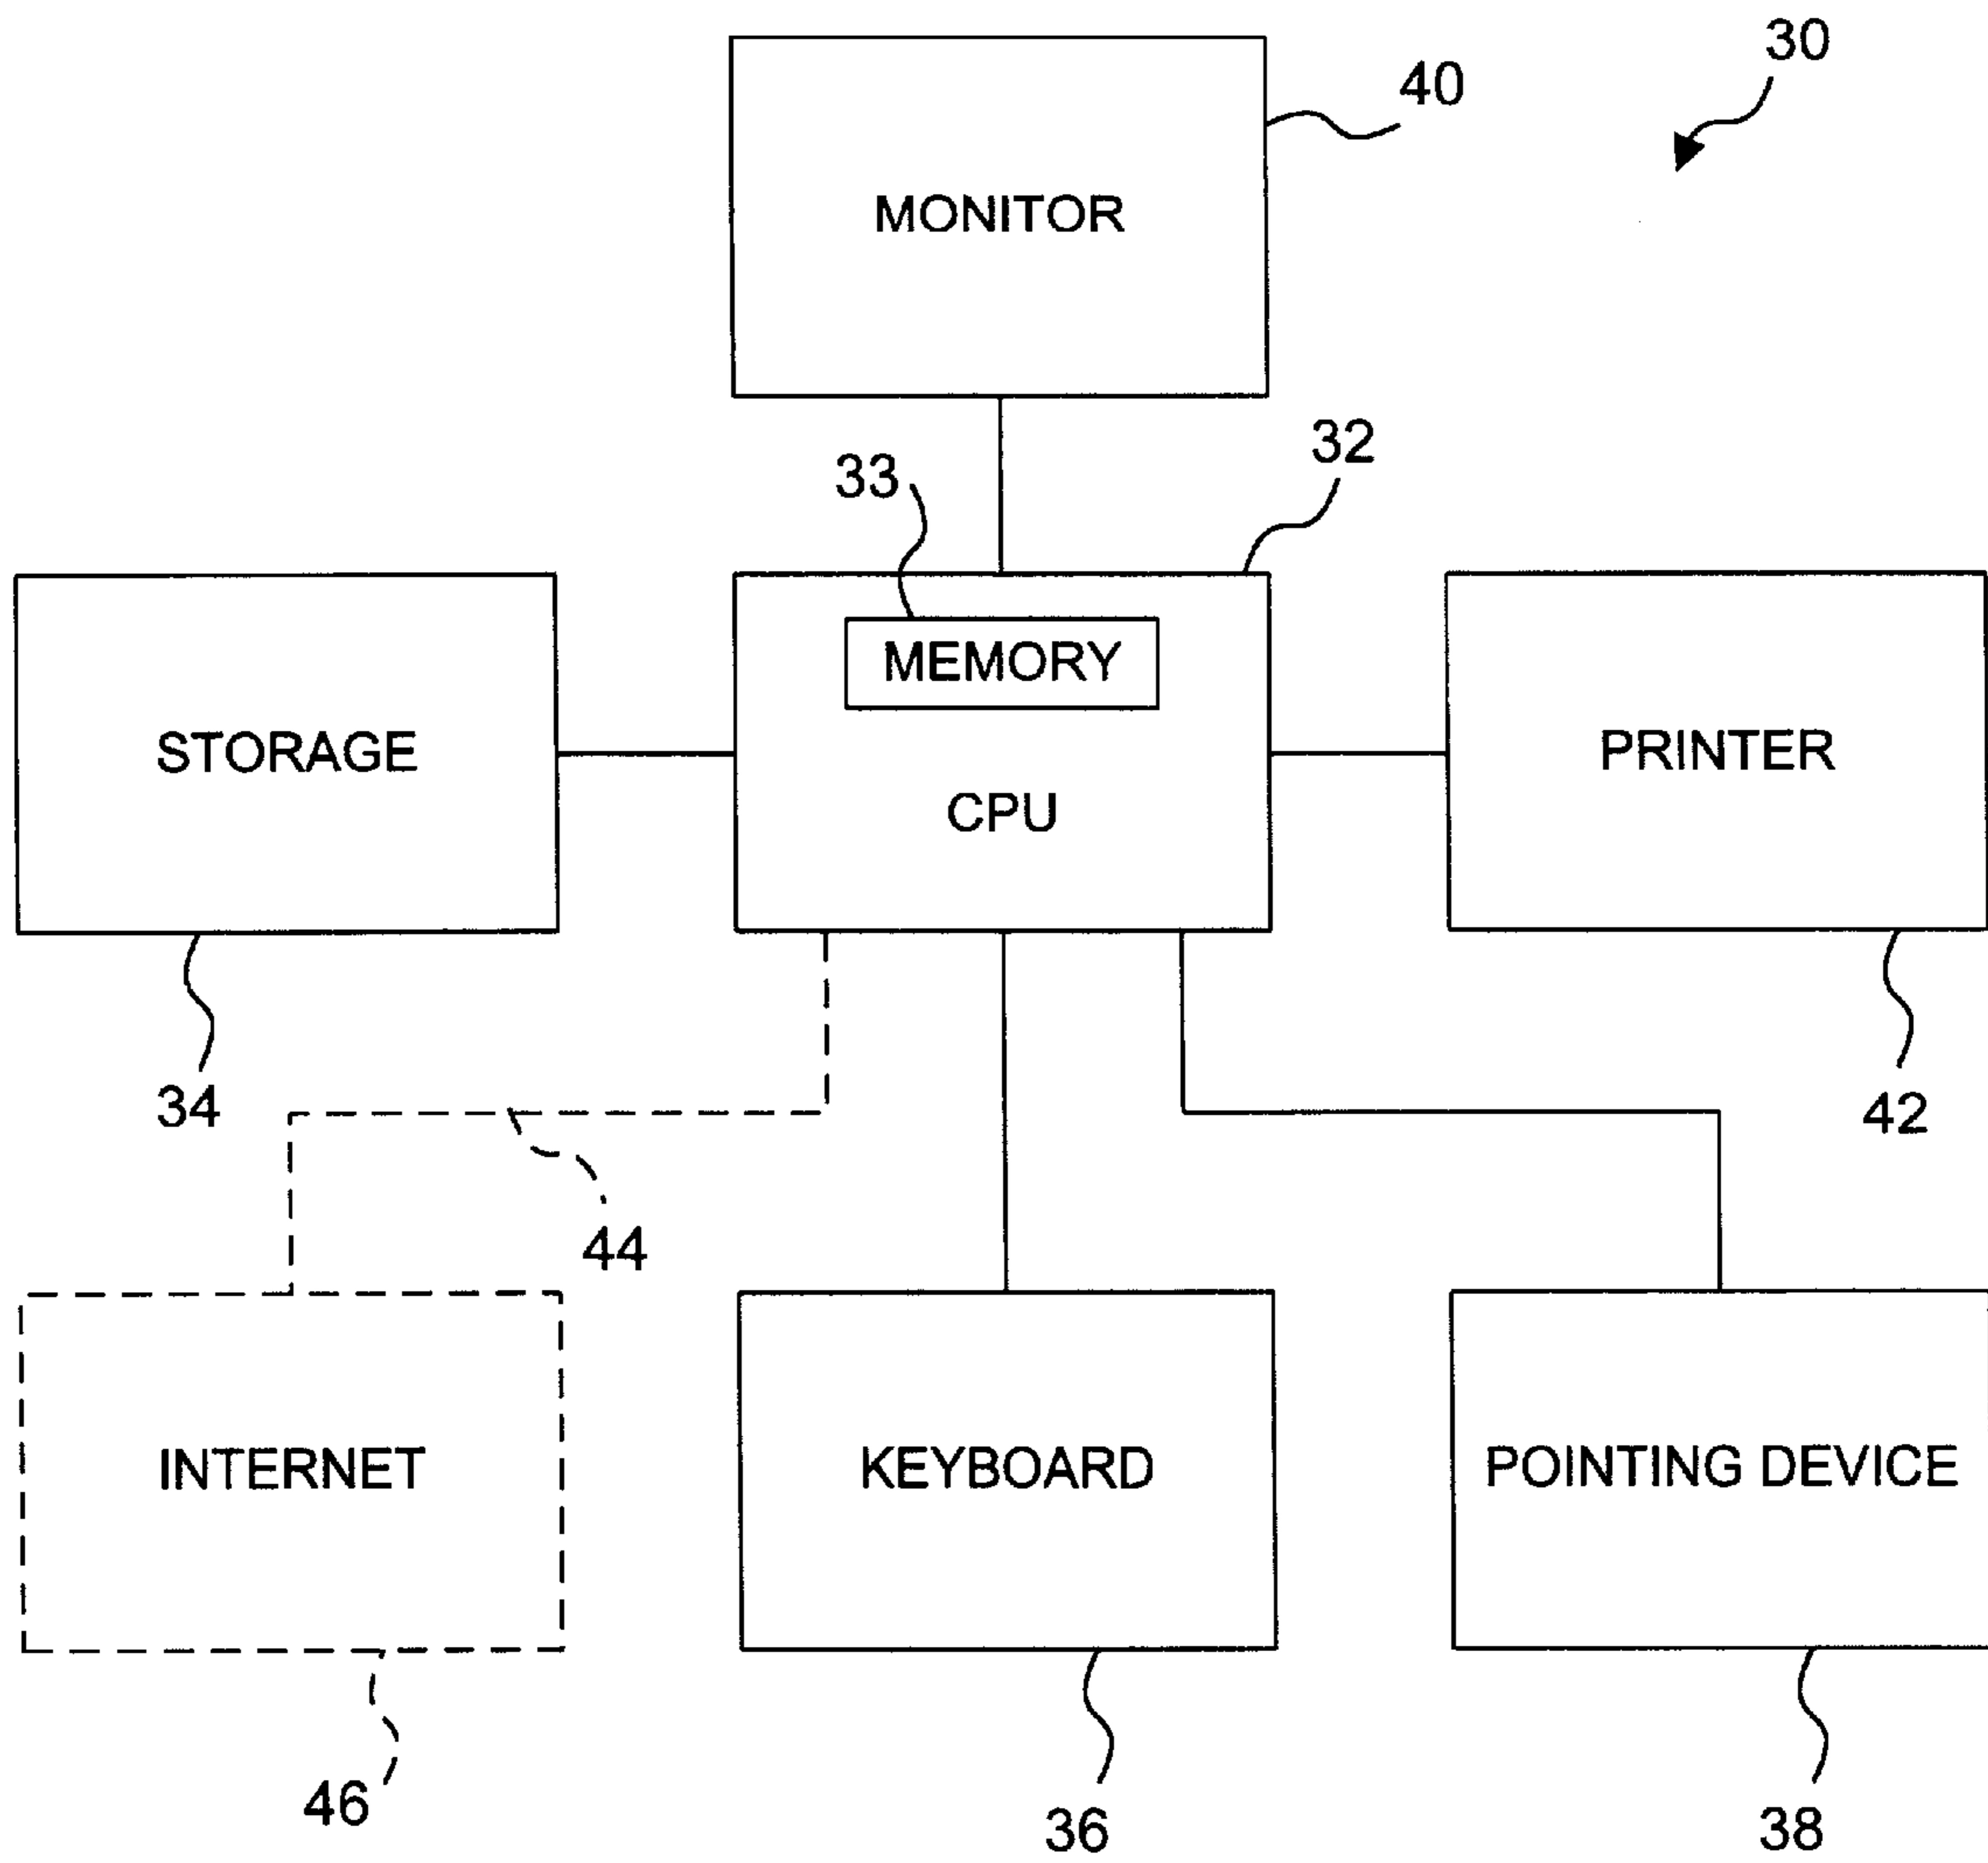 30
40
MONITOR
32
33
MEMORY
STORAGE
CPU
PRINTER
34
42
44
INTERNET
KEYBOARD
POINTING DEVICE
46
36
38